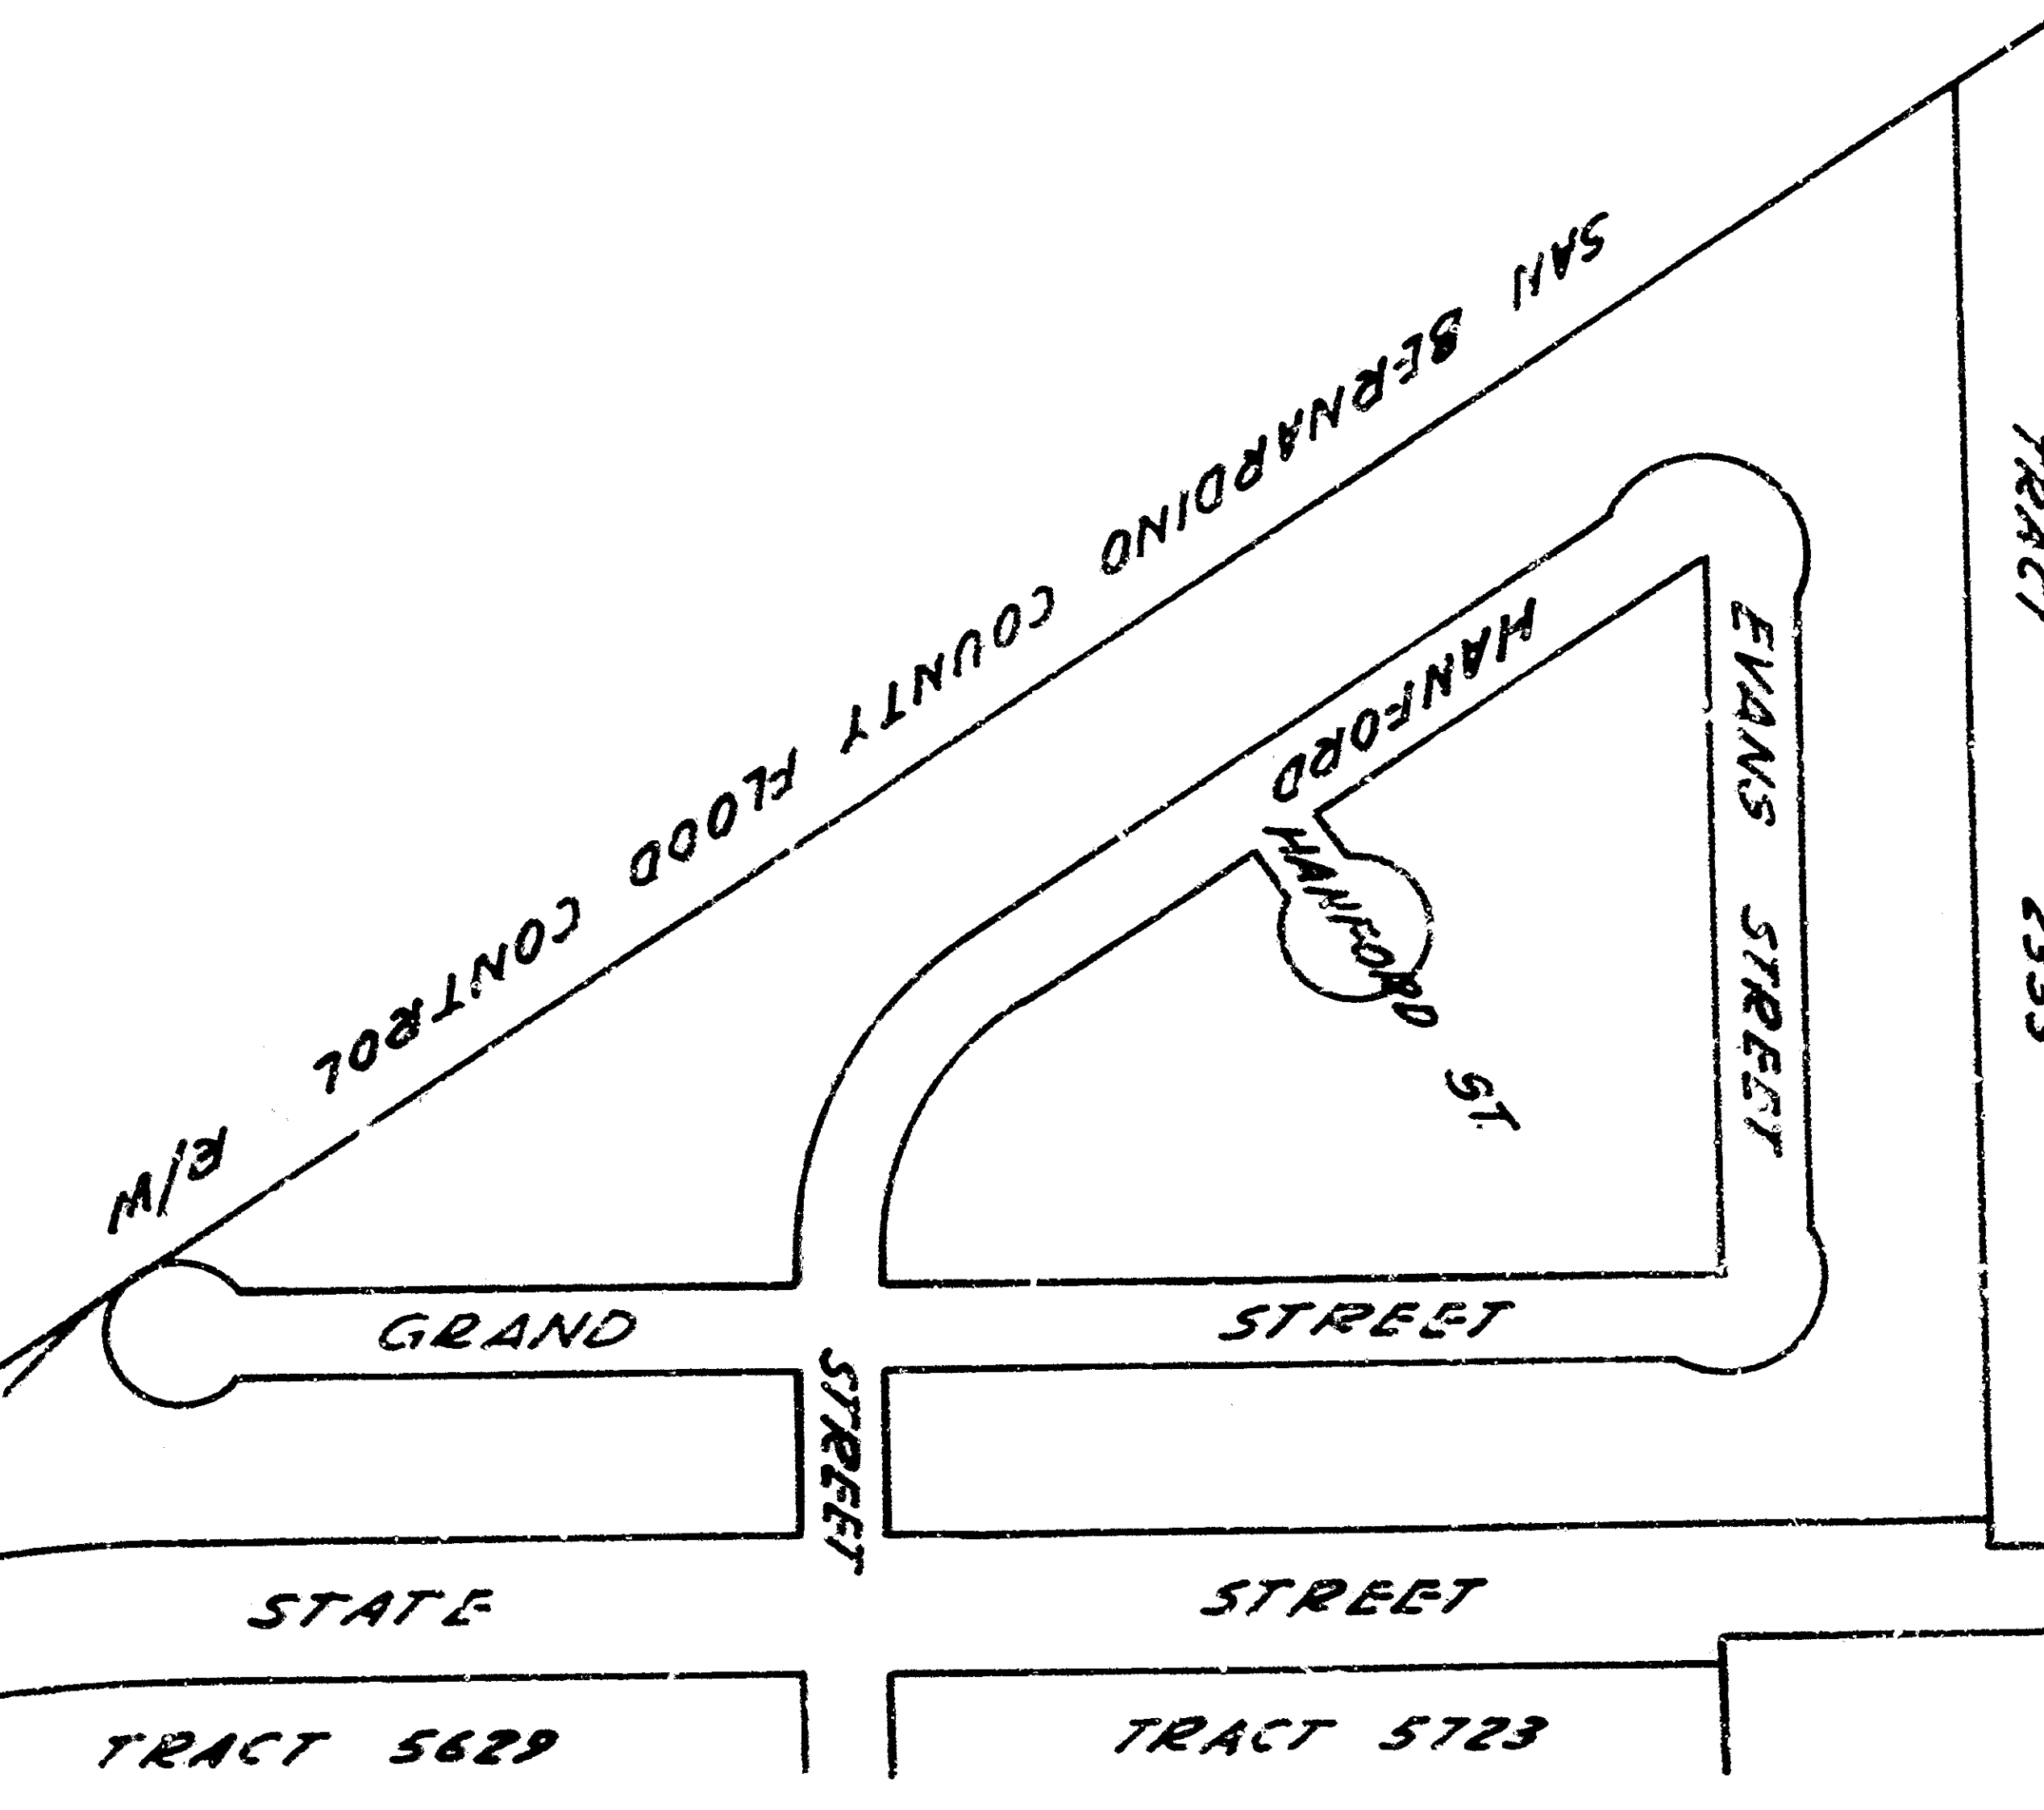 SAN BERNARDINO COUNTY FLOOD CONTROL
HANFORD
EVANS STREET
HANFORD ST.
GRAND STREET
STREET
STATE STREET
TRACT 5629
TRACT 5723
TRACT